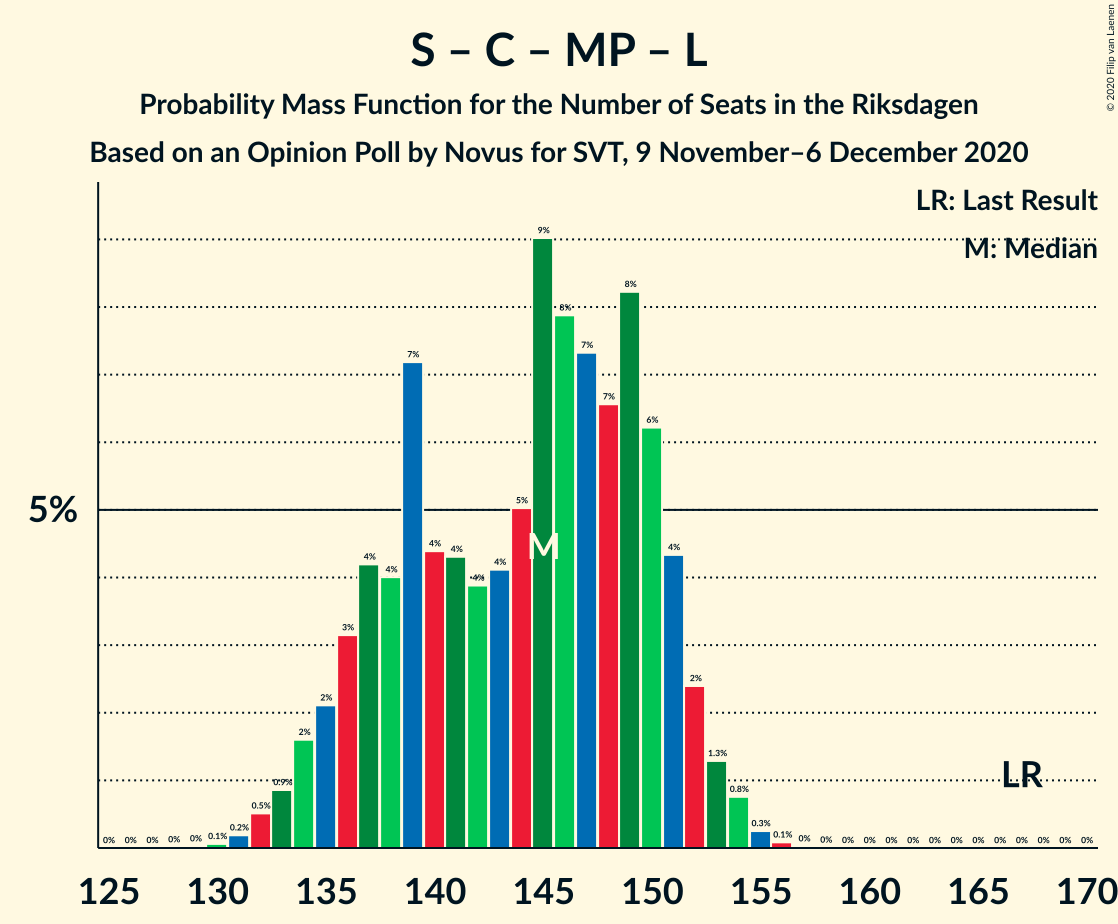 S – C – MP – L
Probability Mass Function for the Number of Seats in the Riksdagen
Based on an Opinion Poll by Novus for SVT, 9 November–6 December 2020
© 2020 Filip van Laenen
LR: Last Result
M: Median
5%
0% 0% 0% 0% 0% 0.1% 0.2% 0.5% 0.9% 2% 2% 3% 4% 4% 7% 4% 4% 4% 4% 5% 9% 8% 7% 7% 8% 6% 4% 2% 1.3% 0.8% 0.3% 0.1% 0% 0% 0% 0% 0% 0% 0% 0% 0% 0% 0% 0% 0% 0%
M
LR
125 130 135 140 145 150 155 160 165 170